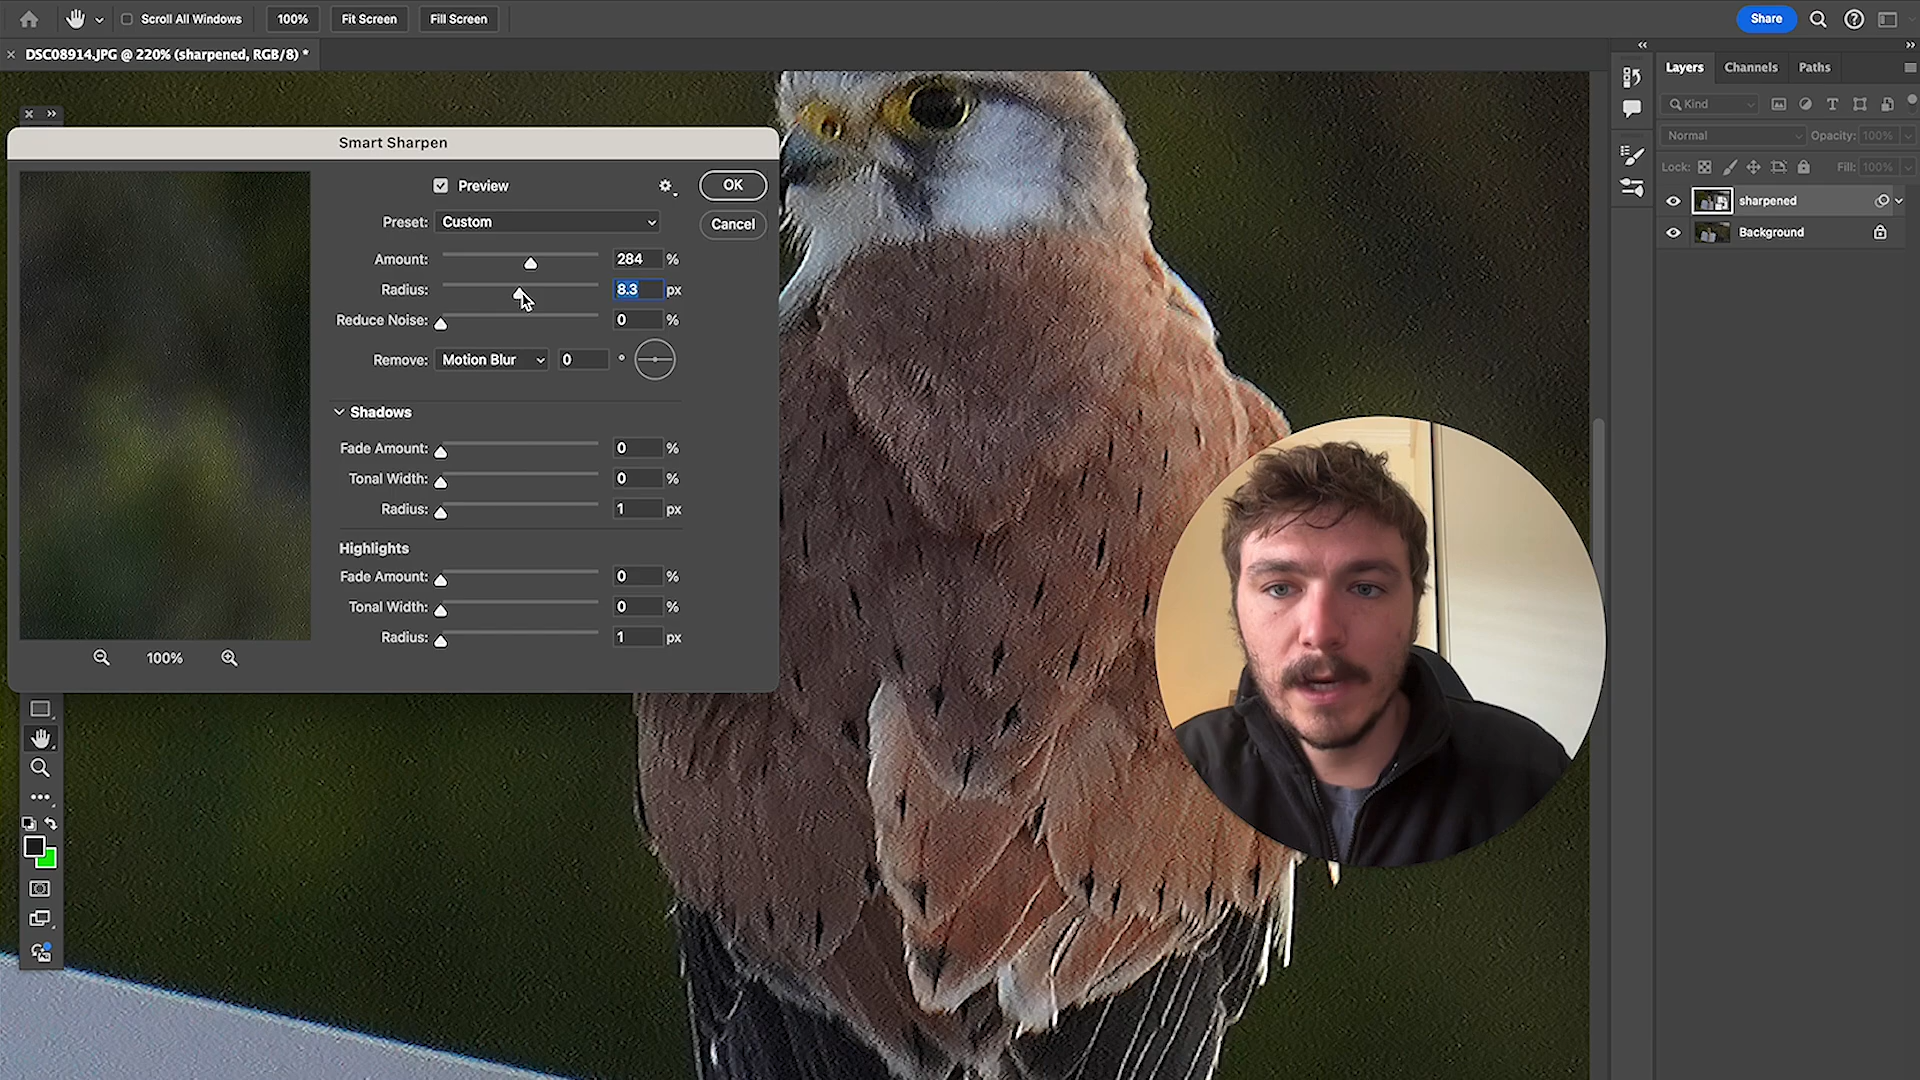 Scroll All Windows 100% Fit Screen Fill Screen Share
DSC08914.JPG @ 220% (sharpened, RGB/8) *
Smart Sharpen
Preview
OK
Preset: Custom
Cancel
Amount: 284 %
Radius: 8.3 px
Reduce Noise: 0 %
Remove: Motion Blur 0 °
Shadows
Fade Amount: 0 %
Tonal Width: 0 %
Radius: 1 px
Highlights
Fade Amount: 0 %
Tonal Width: 0 %
Radius: 1 px
100%
Layers Channels Paths
Kind
Normal Opacity: 100%
Lock: Fill: 100%
sharpened
Background